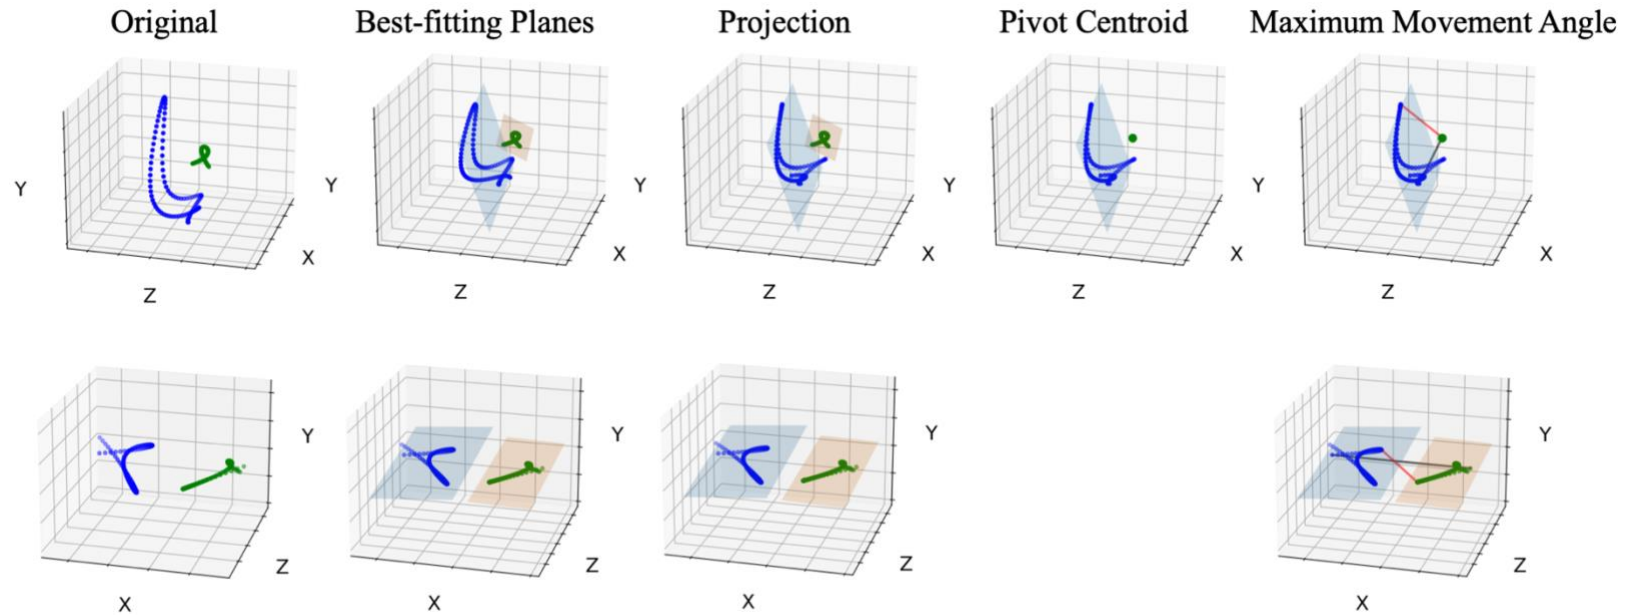 Original Best-fitting Planes Projection Pivot Centroid Maximum Movement Angle
Y X Z Y X Z Y X Z Y X Z Y X Z
Y Z X Y Z X Y Z X Y Z X